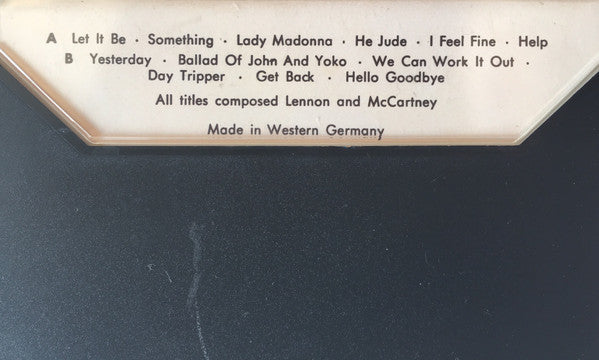 A Let It Be · Something · Lady Madonna · He Jude · I Feel Fine · Help
B Yesterday · Ballad Of John And Yoko · We Can Work It Out ·
Day Tripper · Get Back · Hello Goodbye
All titles composed Lennon and McCartney
Made in Western Germany